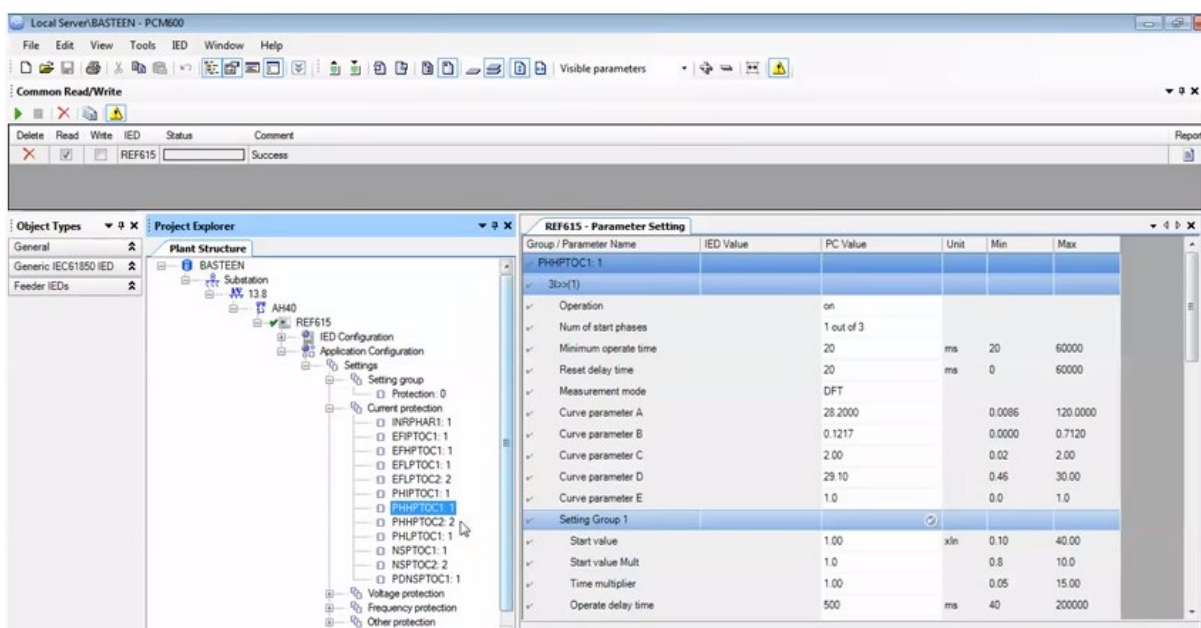 Local Server\BASTEEN - PCM600
File Edit View Tools IED Window Help
Visible parameters
Common Read/Write
Delete Read Write IED Status Comment Report
REF615 Success
Object Types
General
Generic IEC61850 IED
Feeder IEDs
Project Explorer
Plant Structure
BASTEEN
Substation
13.8
AH40
REF615
IED Configuration
Application Configuration
Settings
Setting group
Protection: 0
Current protection
INRPHAR1: 1
EFIPTOC1: 1
EFHPTOC1: 1
EFLPTOC1: 1
EFLPTOC2: 2
PHIPTOC1: 1
PHHPTOC1: 1
PHHPTOC2: 2
PHLPTOC1: 1
NSPTOC1: 1
NSPTOC2: 2
PDNSPTOC1: 1
Voltage protection
Frequency protection
Other protection
REF615 - Parameter Setting
Group / Parameter Name IED Value PC Value Unit Min Max
PHHPTOC1: 1
3I>>(1)
Operation on
Num of start phases 1 out of 3
Minimum operate time 20 ms 20 60000
Reset delay time 20 ms 0 60000
Measurement mode DFT
Curve parameter A 28.2000 0.0086 120.0000
Curve parameter B 0.1217 0.0000 0.7120
Curve parameter C 2.00 0.02 2.00
Curve parameter D 29.10 0.46 30.00
Curve parameter E 1.0 0.0 1.0
Setting Group 1
Start value 1.00 xIn 0.10 40.00
Start value Mult 1.0 0.8 10.0
Time multiplier 1.00 0.05 15.00
Operate delay time 500 ms 40 200000